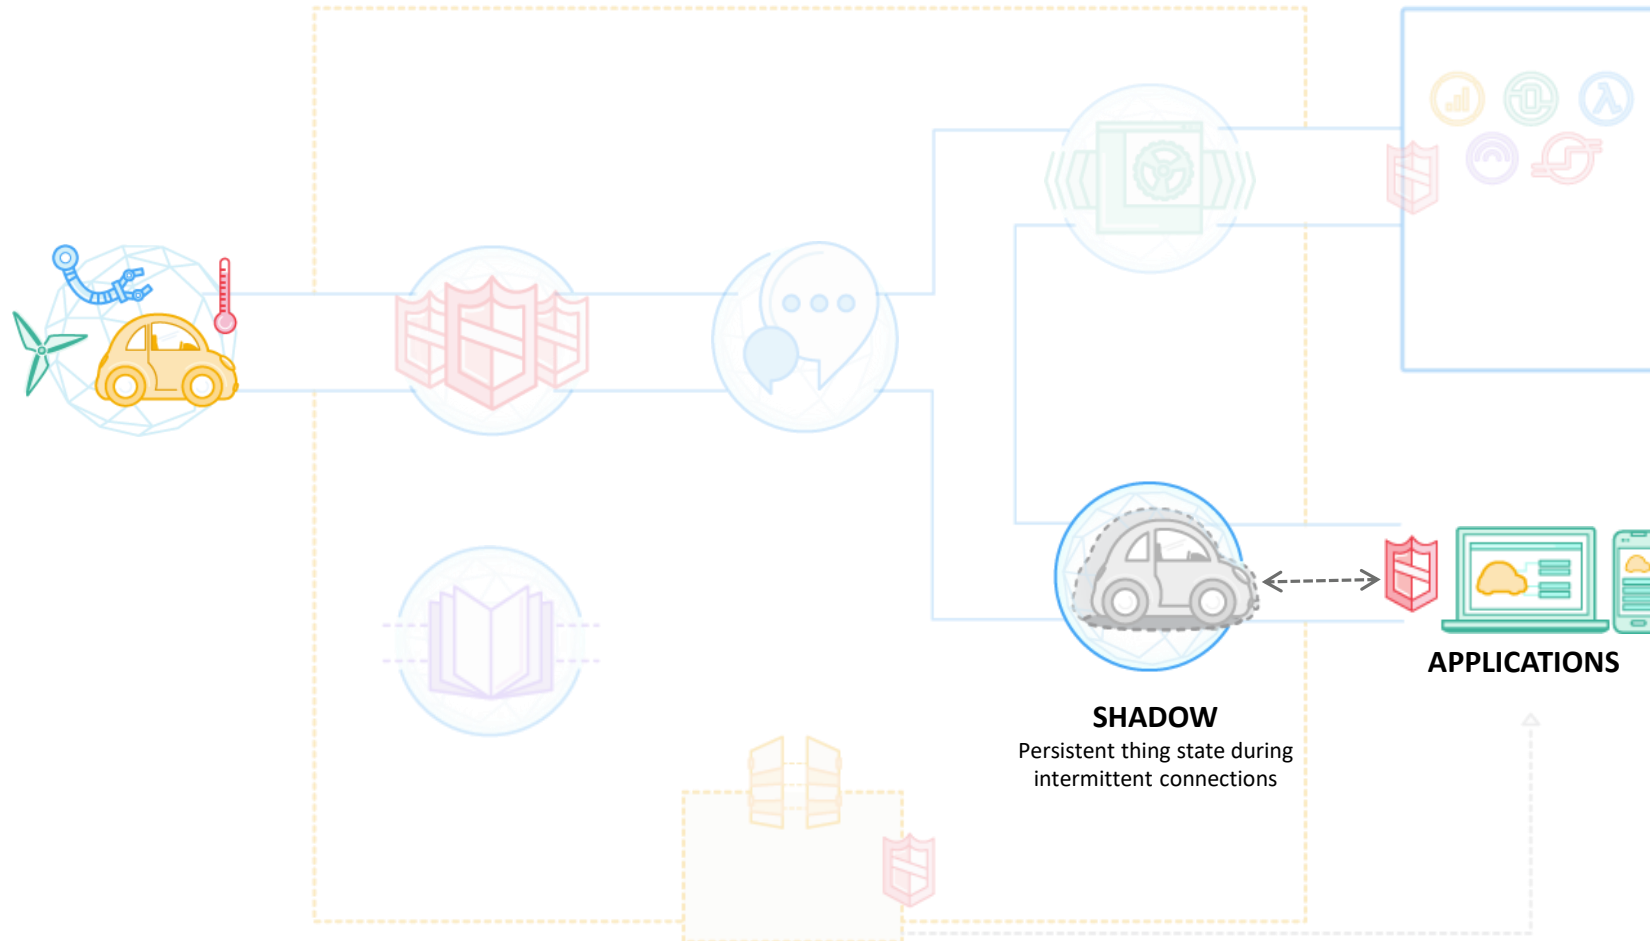 SHADOW
Persistent thing state during
intermittent connections
APPLICATIONS